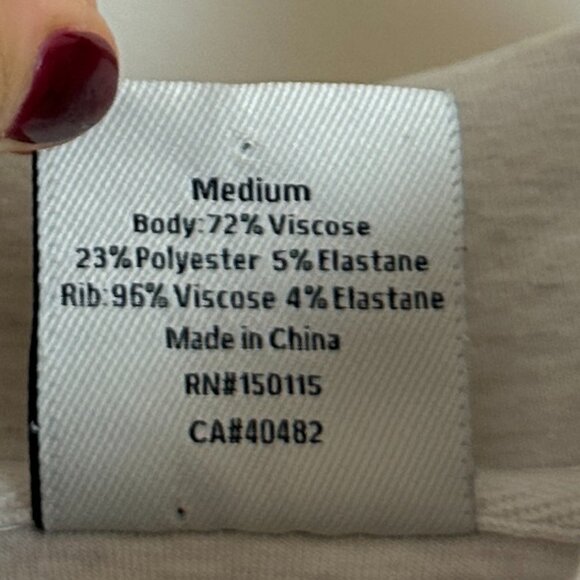 Medium
Body:72% Viscose
23%Polyester 5%Elastane
Rib:96% Viscose 4%Elastane
Made in China
RN#150115
CA#40482